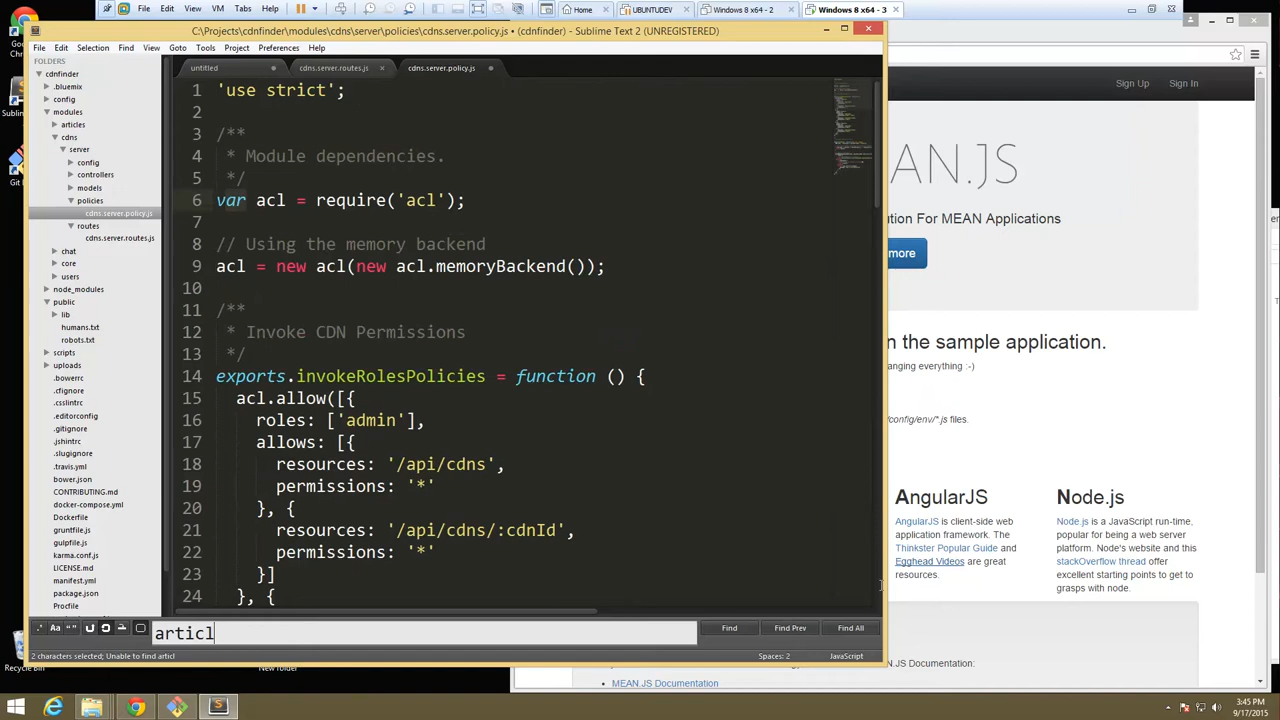 File Edit View VM Tabs Help
Home UBUNTUDEV Windows 8 x64 - 2 Windows 8 x64 - 3
C:\Projects\cdnfinder\modules\cdns\server\policies\cdns.server.policy.js • (cdnfinder) - Sublime Text 2 (UNREGISTERED)
File Edit Selection Find View Goto Tools Project Preferences Help
FOLDERS
cdnfinder
.bluemix
config
modules
articles
cdns
server
config
controllers
models
policies
cdns.server.policy.js
routes
cdns.server.routes.js
chat
core
users
node_modules
public
lib
humans.txt
robots.txt
scripts
uploads
.bowerrc
.cfignore
.csslintrc
.editorconfig
.gitignore
.jshintrc
.slugignore
.travis.yml
bower.json
CONTRIBUTING.md
docker-compose.yml
Dockerfile
gruntfile.js
gulpfile.js
karma.conf.js
LICENSE.md
manifest.yml
package.json
Procfile
untitled cdns.server.routes.js cdns.server.policy.js
1 'use strict';
2
3 /**
4 * Module dependencies.
5 */
6 var acl = require('acl');
7
8 // Using the memory backend
9 acl = new acl(new acl.memoryBackend());
10
11 /**
12 * Invoke CDN Permissions
13 */
14 exports.invokeRolesPolicies = function () {
15 acl.allow([{
16 roles: ['admin'],
17 allows: [{
18 resources: '/api/cdns',
19 permissions: '*'
20 }, {
21 resources: '/api/cdns/:cdnId',
22 permissions: '*'
23 }]
24 }, {
articl
Find Find Prev Find All
2 characters selected; Unable to find articl
Spaces: 2 JavaScript
Sign Up Sign In
EAN.JS
ution For MEAN Applications
more
n the sample application.
hanging everything :-)
/config/env/*.js files.
AngularJS
AngularJS is client-side web
application framework. The
Thinkster Popular Guide and
Egghead Videos are great
resources.
Node.js
Node.js is a JavaScript run-time,
popular for being a web server
platform. Node's website and this
stackOverflow thread offer
excellent starting points to get to
grasps with node.
AN.JS Documentation:
MEAN.JS Documentation
Recycle Bin
New folder
3:45 PM
9/17/2015